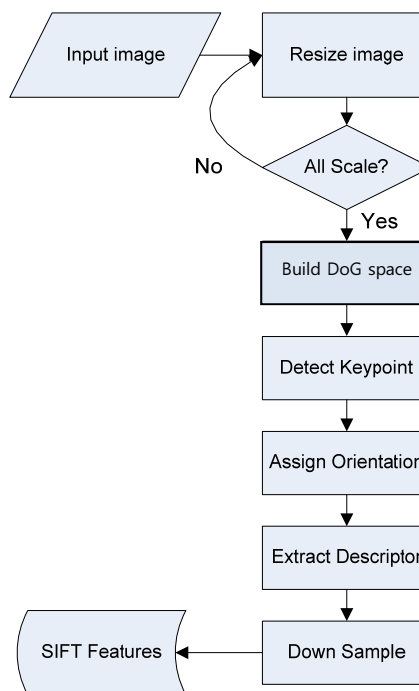 Input image
Resize image
All Scale?
No
Yes
Build DoG space
Detect Keypoint
Assign Orientation
Extract Descriptor
Down Sample
SIFT Features